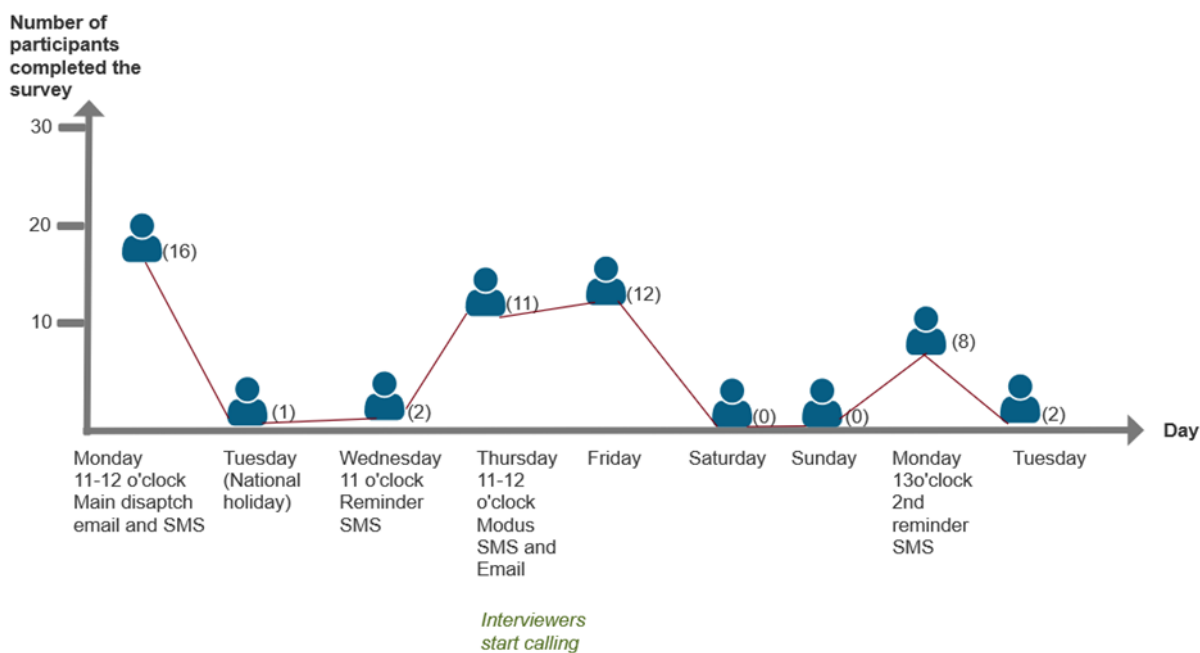 Number of
participants
completed the
survey
30
20
10
(16)
(1)
(2)
(11)
(12)
(0)
(0)
(8)
(2)
Day
Monday
11-12 o'clock
Main disaptch
email and SMS
Tuesday
(National
holiday)
Wednesday
11 o'clock
Reminder
SMS
Thursday
11-12
o'clock
Modus
SMS and
Email
Friday
Saturday
Sunday
Monday
13o'clock
2nd
reminder
SMS
Tuesday
Interviewers
start calling